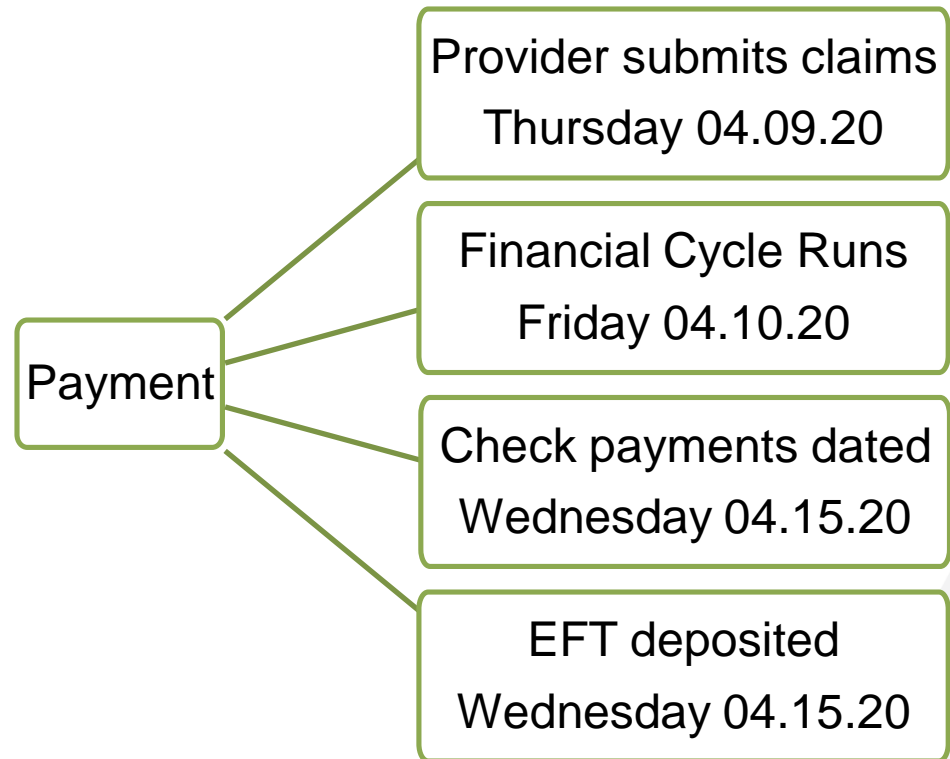 Provider submits claims
Thursday 04.09.20
Financial Cycle Runs
Friday 04.10.20
Payment
Check payments dated
Wednesday 04.15.20
EFT deposited
Wednesday 04.15.20